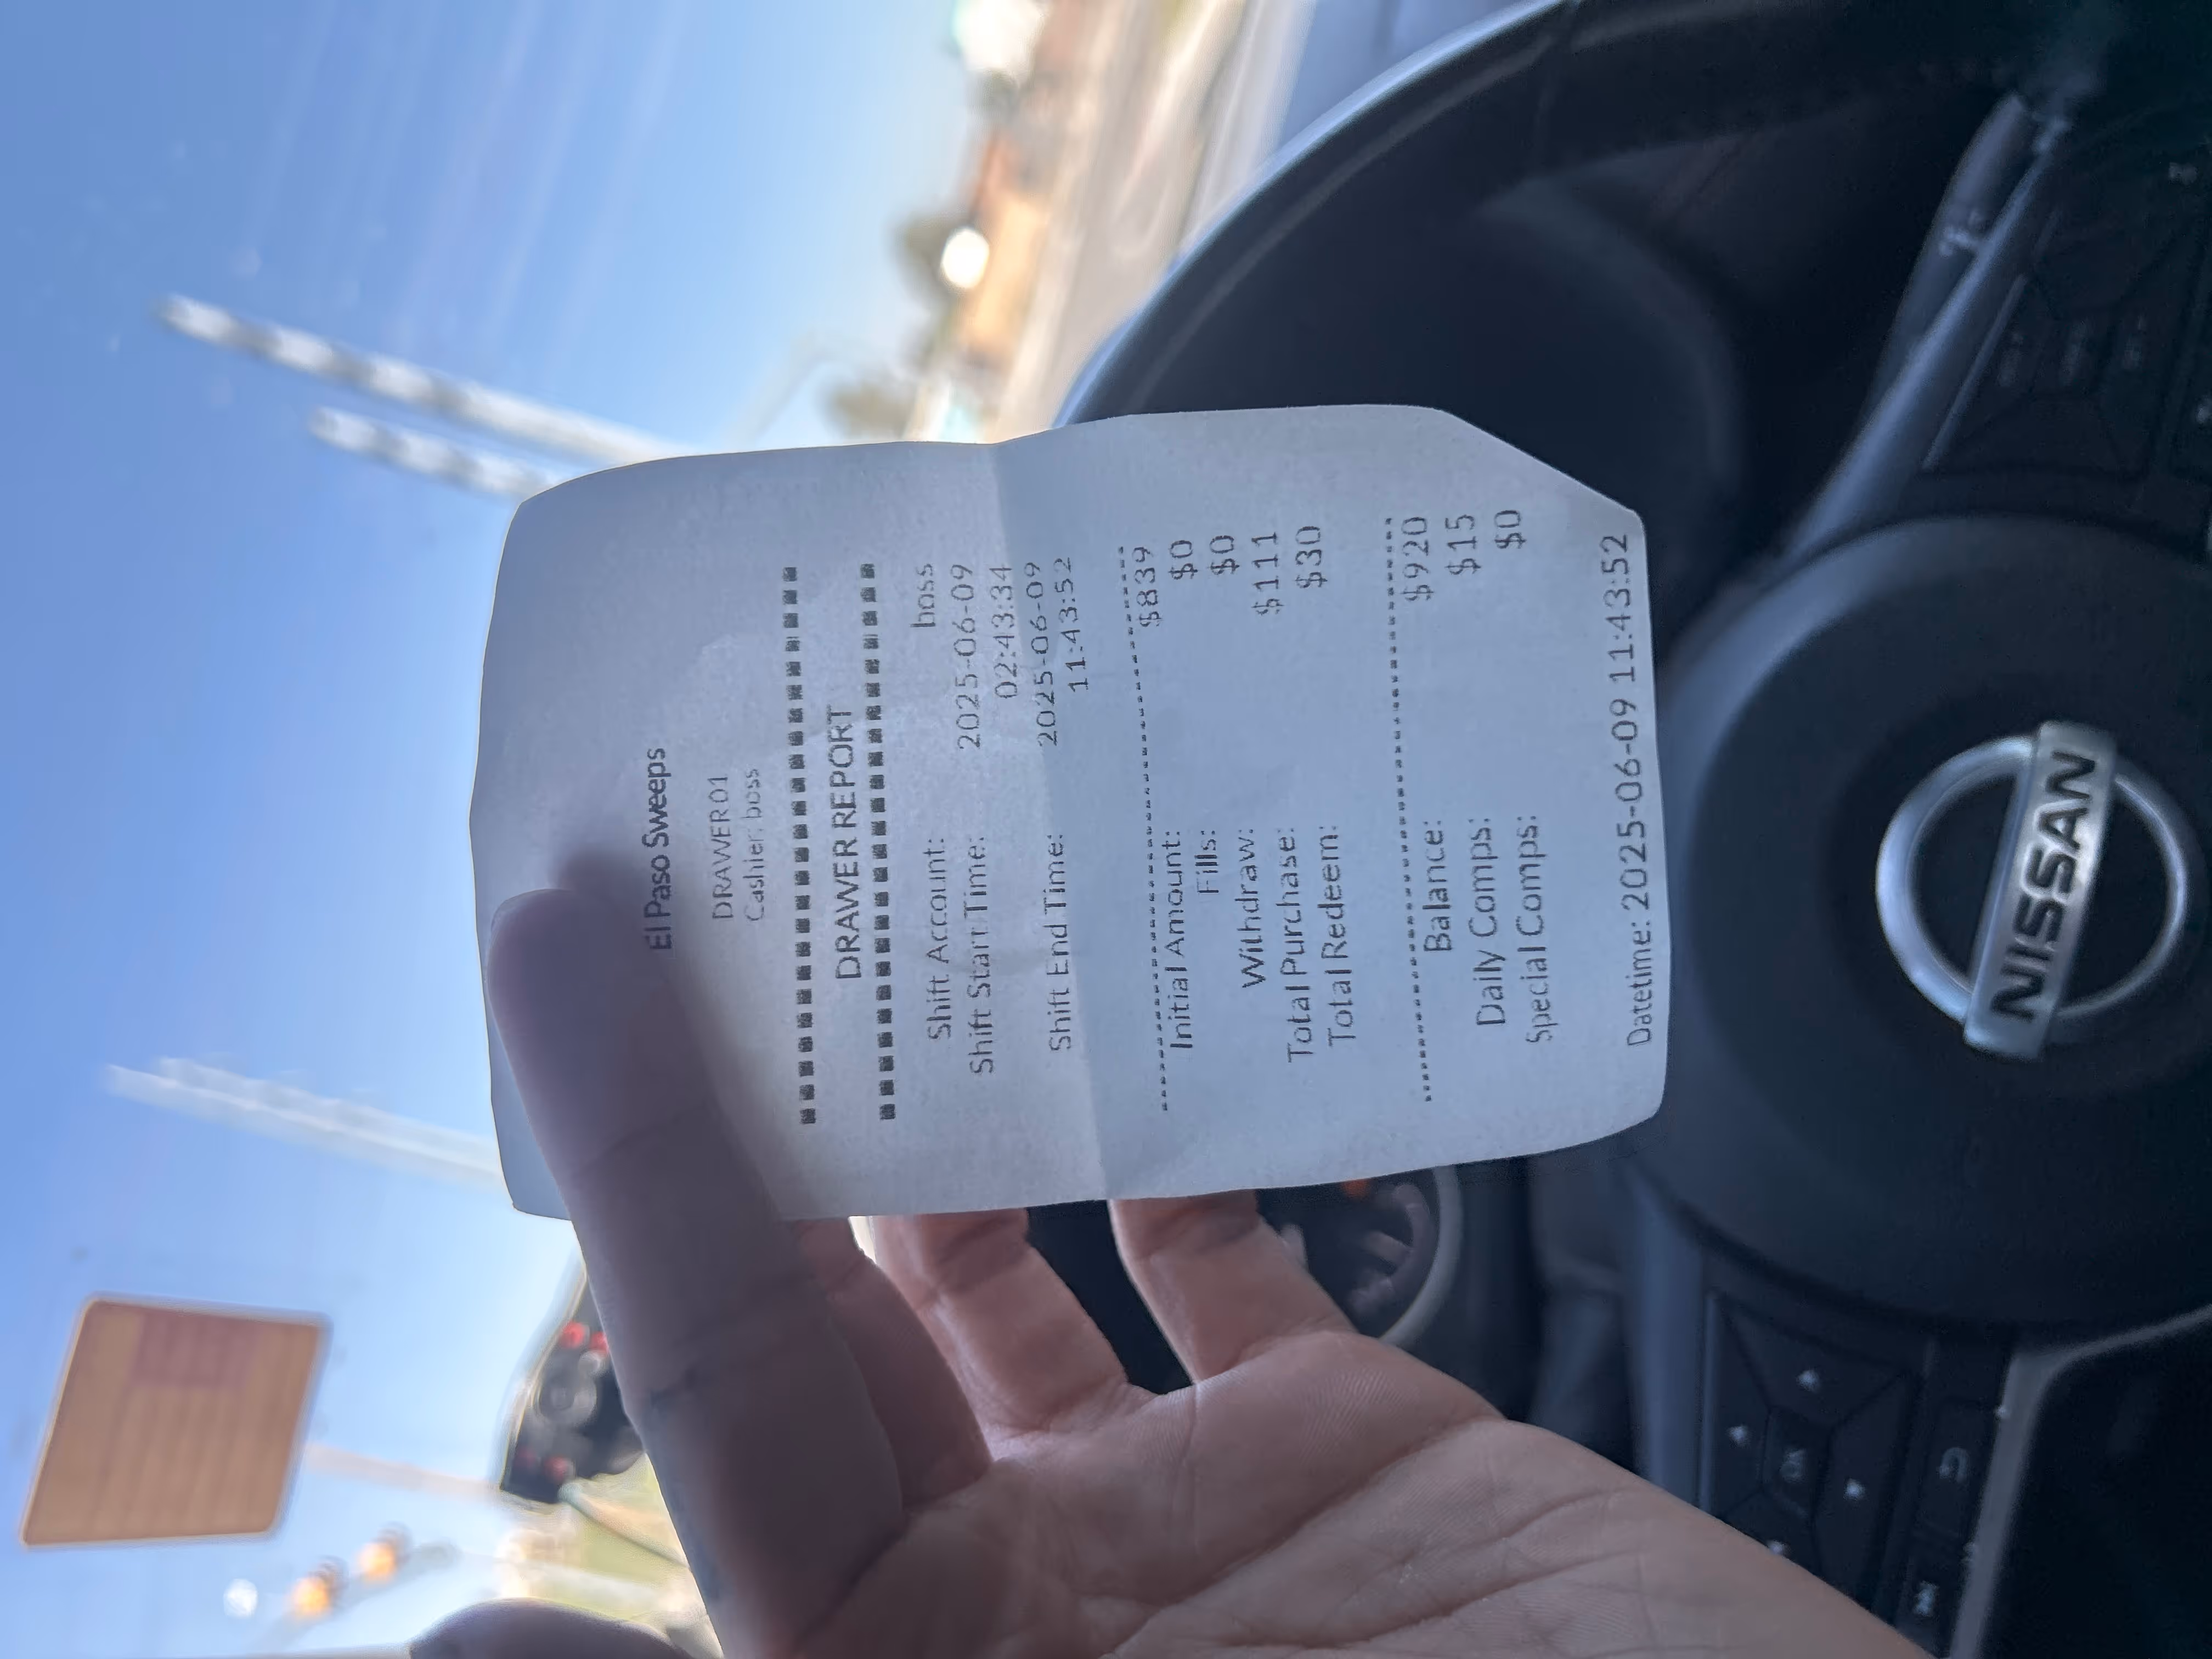 El Paso Sweeps
DRAWER01
Cashier: boss
DRAWER REPORT
Shift Account: boss
Shift Start Time: 2025-06-09
02:43:34
Shift End Time: 2025-06-09
11:43:52
Initial Amount: $839
Fills: $0
Withdraw: $0
Total Purchase: $111
Total Redeem: $30
Balance: $920
Daily Comps: $15
Special Comps: $0
Datetime: 2025-06-09 11:43:52
NISSAN
OK